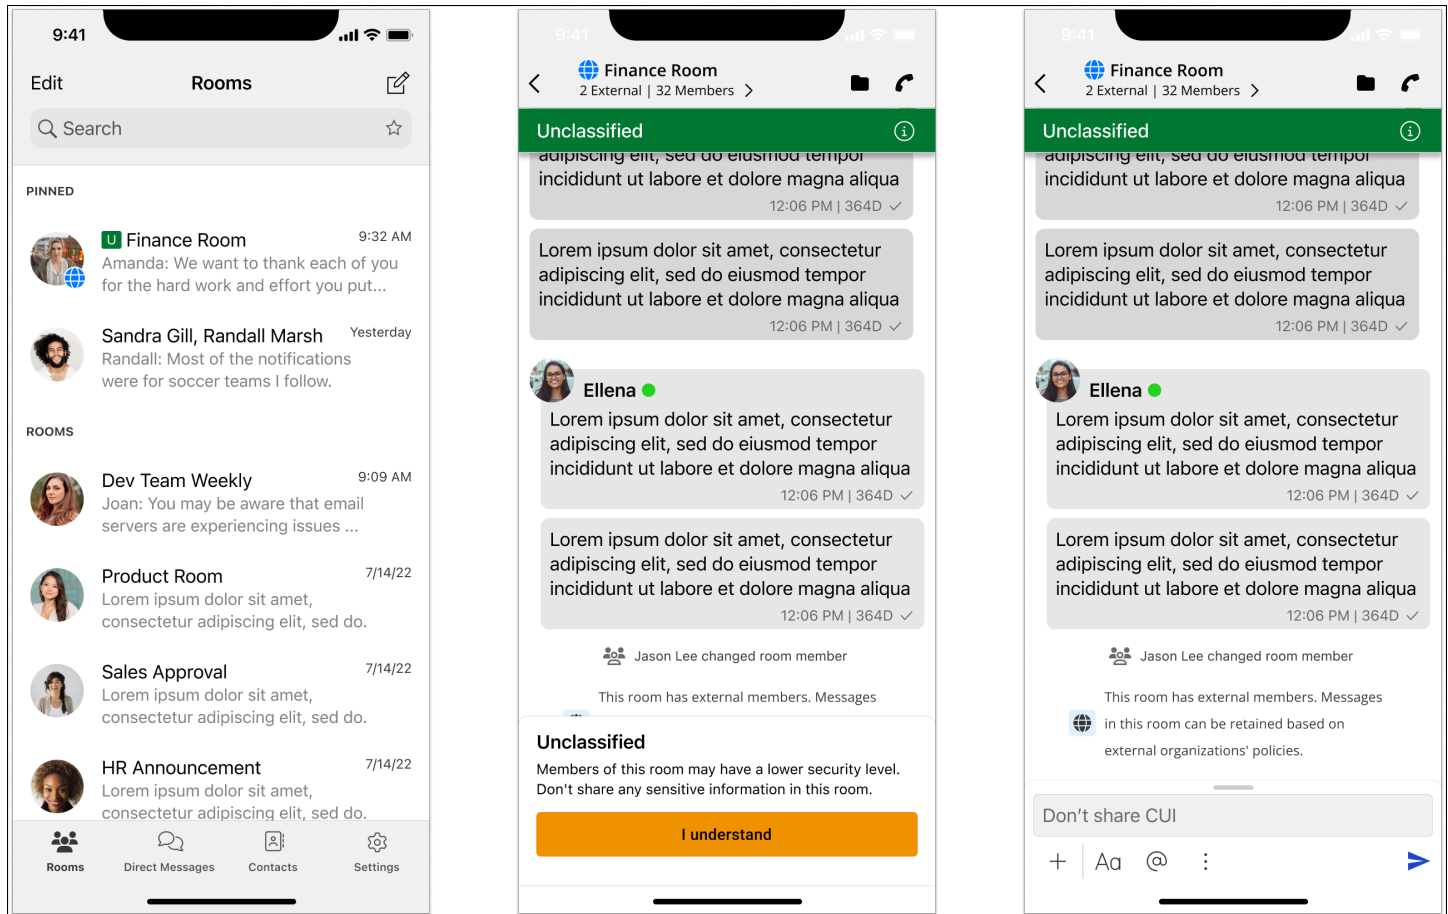 9:41
Edit
Rooms
Search
PINNED
U Finance Room
9:32 AM
Amanda: We want to thank each of you
for the hard work and effort you put...
Sandra Gill, Randall Marsh
Yesterday
Randall: Most of the notifications
were for soccer teams I follow.
ROOMS
Dev Team Weekly
9:09 AM
Joan: You may be aware that email
servers are experiencing issues ...
Product Room
7/14/22
Lorem ipsum dolor sit amet,
consectetur adipiscing elit, sed do.
Sales Approval
7/14/22
Lorem ipsum dolor sit amet,
consectetur adipiscing elit, sed do.
HR Announcement
7/14/22
Lorem ipsum dolor sit amet,
consectetur adipiscing elit, sed do.
Rooms
Direct Messages
Contacts
Settings
9:41
Finance Room
2 External | 32 Members
Unclassified
adipiscing elit, sed do eiusmod tempor
incididunt ut labore et dolore magna aliqua
12:06 PM | 364D
Lorem ipsum dolor sit amet, consectetur
adipiscing elit, sed do eiusmod tempor
incididunt ut labore et dolore magna aliqua
12:06 PM | 364D
Ellena
Lorem ipsum dolor sit amet, consectetur
adipiscing elit, sed do eiusmod tempor
incididunt ut labore et dolore magna aliqua
12:06 PM | 364D
Lorem ipsum dolor sit amet, consectetur
adipiscing elit, sed do eiusmod tempor
incididunt ut labore et dolore magna aliqua
12:06 PM | 364D
Jason Lee changed room member
This room has external members. Messages
Unclassified
Members of this room may have a lower security level.
Don't share any sensitive information in this room.
I understand
9:41
Finance Room
2 External | 32 Members
Unclassified
adipiscing elit, sed do eiusmod tempor
incididunt ut labore et dolore magna aliqua
12:06 PM | 364D
Lorem ipsum dolor sit amet, consectetur
adipiscing elit, sed do eiusmod tempor
incididunt ut labore et dolore magna aliqua
12:06 PM | 364D
Ellena
Lorem ipsum dolor sit amet, consectetur
adipiscing elit, sed do eiusmod tempor
incididunt ut labore et dolore magna aliqua
12:06 PM | 364D
Lorem ipsum dolor sit amet, consectetur
adipiscing elit, sed do eiusmod tempor
incididunt ut labore et dolore magna aliqua
12:06 PM | 364D
Jason Lee changed room member
This room has external members. Messages
in this room can be retained based on
external organizations' policies.
Don’t share CUI
Aa @